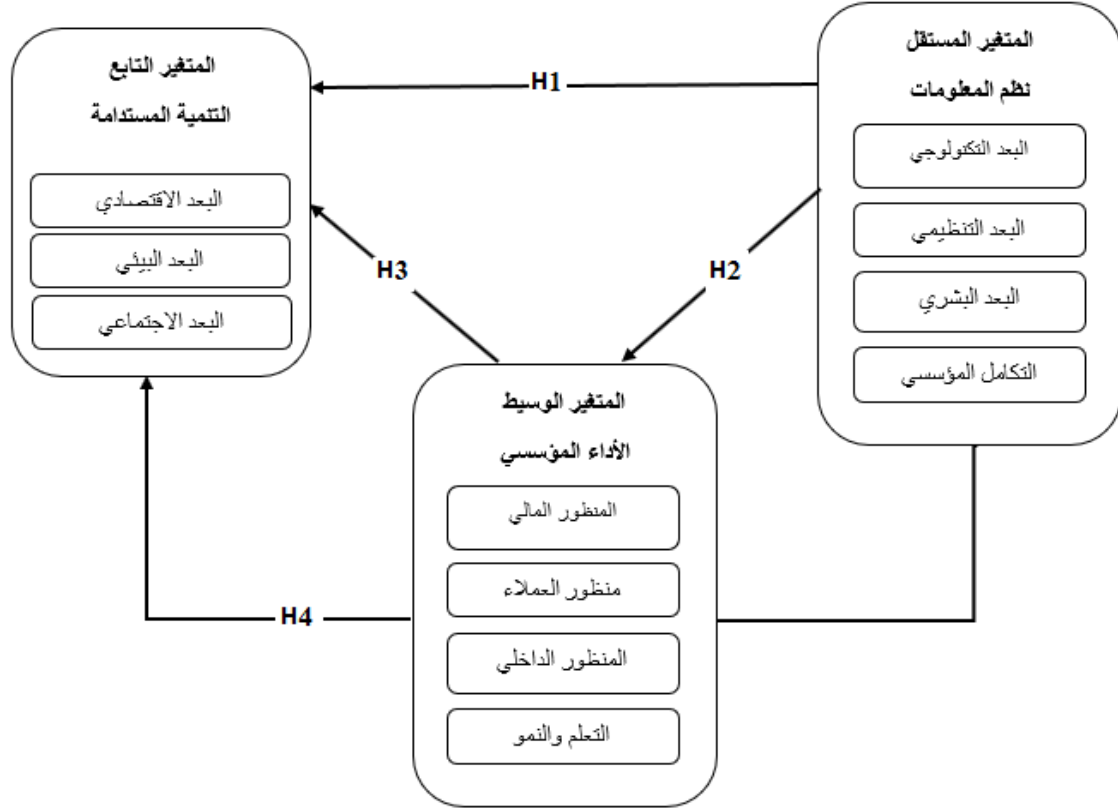 المتغير المستقل
نظم المعلومات
البعد التكنولوجي
البعد التنظيمي
البعد البشري
التكامل المؤسسي
H1
المتغير التابع
التنمية المستدامة
البعد الاقتصادي
البعد البيئي
البعد الاجتماعي
H2
H3
المتغير الوسيط
الأداء المؤسسي
المنظور المالي
منظور العملاء
المنظور الداخلي
التعلم والنمو
H4